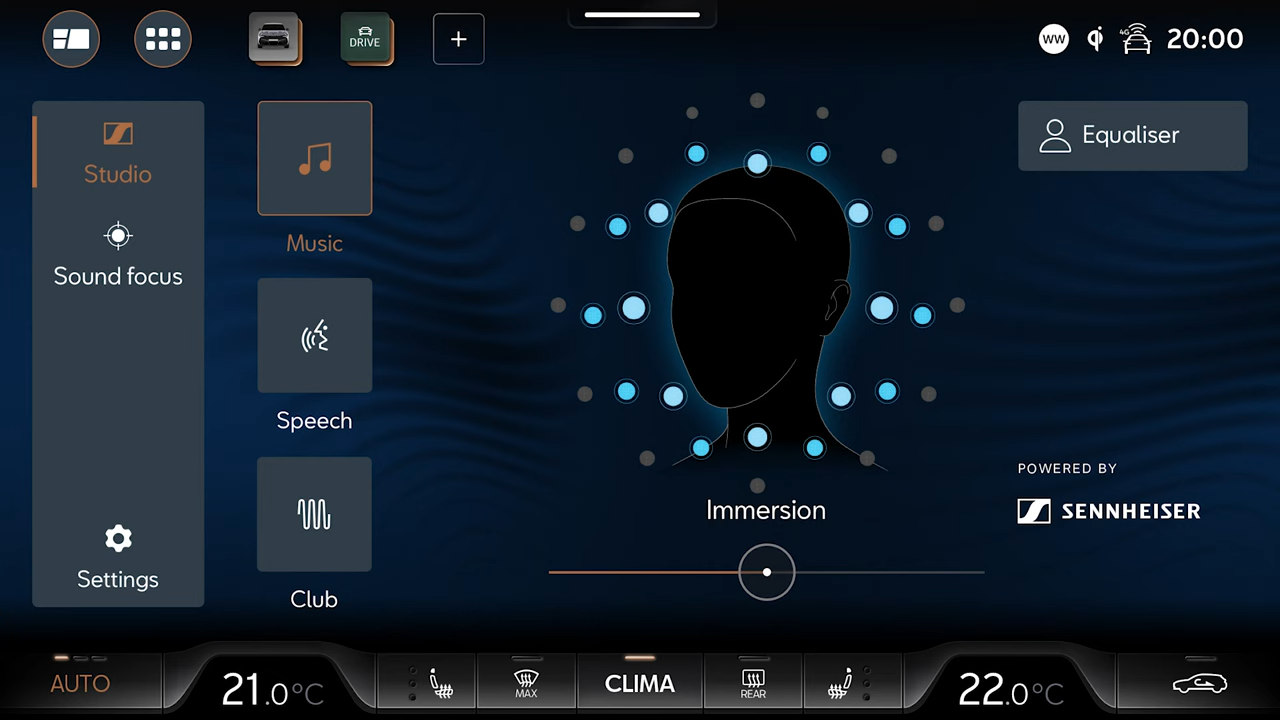 DRIVE
+
WW
4G
20:00
Studio
Sound focus
Settings
Music
Speech
Club
Immersion
Equaliser
POWERED BY
SENNHEISER
AUTO
21.0°C
MAX
CLIMA
REAR
22.0°C